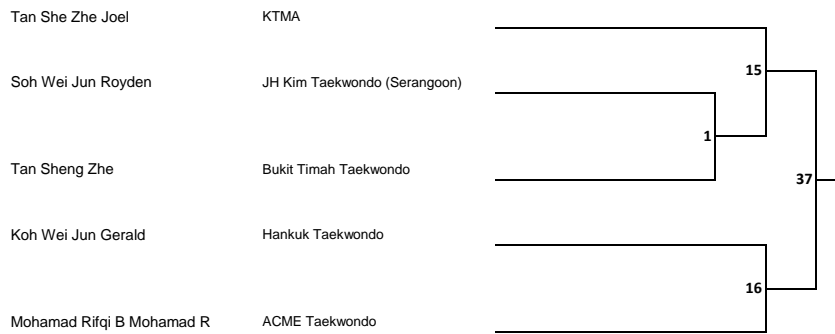 Tan She Zhe Joel KTMA
15
Soh Wei Jun Royden JH Kim Taekwondo (Serangoon)
1
Tan Sheng Zhe Bukit Timah Taekwondo
37
Koh Wei Jun Gerald Hankuk Taekwondo
16
Mohamad Rifqi B Mohamad R ACME Taekwondo